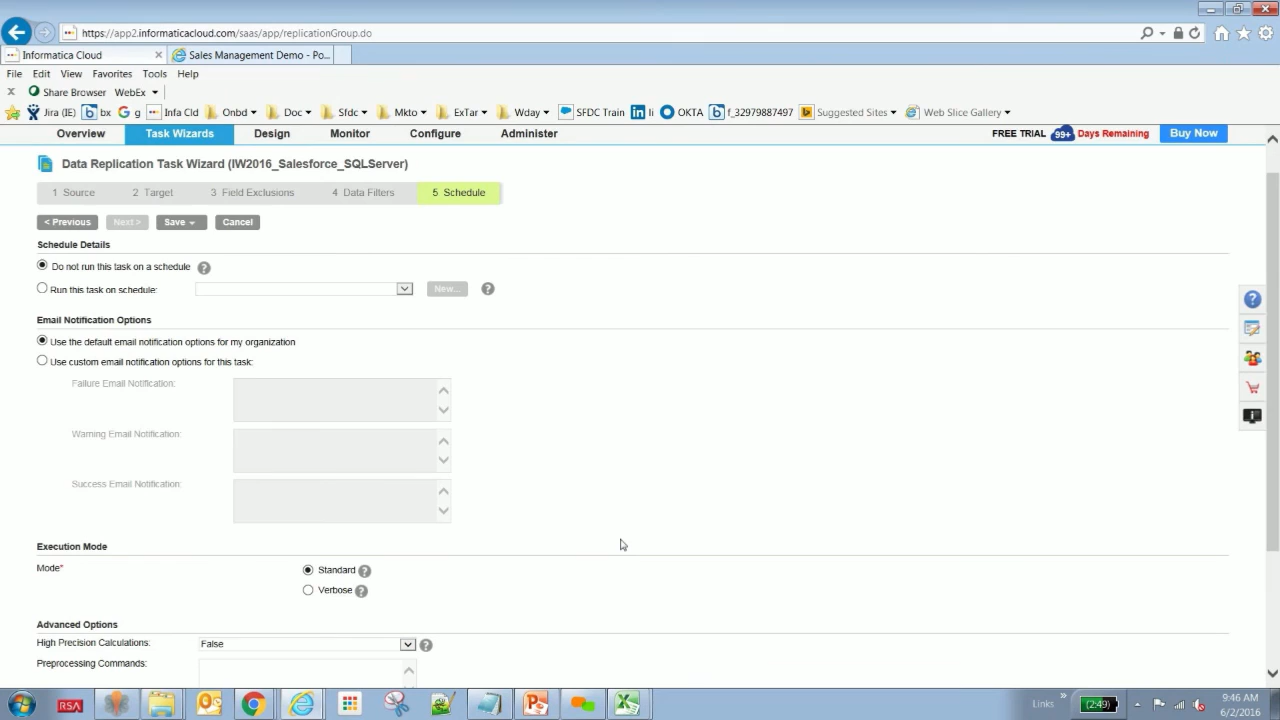 https://app2.informaticacloud.com/saas/app/replicationGroup.do
Informatica Cloud
Sales Management Demo - Po...
File Edit View Favorites Tools Help
x Share Browser WebEx
Jira (IE) bx g Infa Cld Onbd Doc Sfdc Mkto ExTar Wday SFDC Train li OKTA f_32979887497 Suggested Sites Web Slice Gallery
Overview Task Wizards Design Monitor Configure Administer FREE TRIAL 99+ Days Remaining Buy Now
Data Replication Task Wizard (IW2016_Salesforce_SQLServer)
1 Source 2 Target 3 Field Exclusions 4 Data Filters 5 Schedule
< Previous Next > Save Cancel
Schedule Details
Do not run this task on a schedule
Run this task on schedule: New...
Email Notification Options
Use the default email notification options for my organization
Use custom email notification options for this task:
Failure Email Notification:
Warning Email Notification:
Success Email Notification:
Execution Mode
Mode* Standard
Verbose
Advanced Options
High Precision Calculations: False
Preprocessing Commands:
RSA Links » (2:49) 9:46 AM
6/2/2016